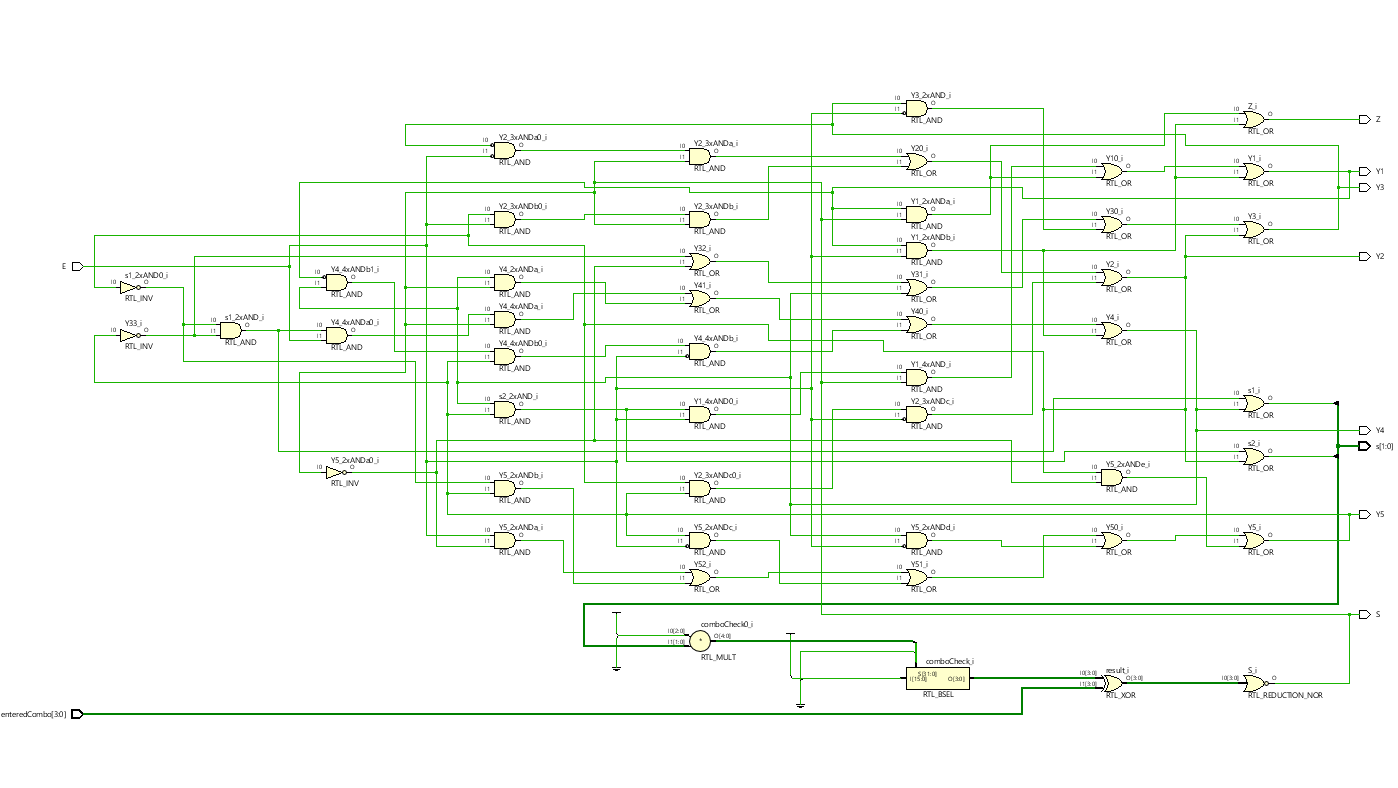 Y3_2xAND_i
I0 O
I1
RTL_AND
Z_i
I0 O
I1
RTL_OR
Z
Y2_3xANDa0_i
I0 O
I1
RTL_AND
Y2_3xANDa_i
I0 O
I1
RTL_AND
Y20_i
I0 O
I1
RTL_OR
Y10_i
I0 O
I1
RTL_OR
Y1_i
I0 O
I1
RTL_OR
Y1
Y3
Y2_3xANDb0_i
I0 O
I1
RTL_AND
Y2_3xANDb_i
I0 O
I1
RTL_AND
Y1_2xANDa_i
I0 O
I1
RTL_AND
Y30_i
I0 O
I1
RTL_OR
Y3_i
I0 O
I1
RTL_OR
Y1_2xANDb_i
I0 O
I1
RTL_AND
Y2
E
s1_2xAND0_i
I0 O
RTL_INV
Y4_4xANDb1_i
I0 O
I1
RTL_AND
Y4_2xANDa_i
I0 O
I1
RTL_AND
Y32_i
I0 O
I1
RTL_OR
Y31_i
I0 O
I1
RTL_OR
Y2_i
I0 O
I1
RTL_OR
Y41_i
I0 O
I1
RTL_OR
Y33_i
I0 O
RTL_INV
s1_2xAND_i
I0 O
I1
RTL_AND
Y4_4xANDa0_i
I0 O
I1
RTL_AND
Y4_4xANDa_i
I0 O
I1
RTL_AND
Y40_i
I0 O
I1
RTL_OR
Y4_i
I0 O
I1
RTL_OR
Y4_4xANDb0_i
I0 O
I1
RTL_AND
Y4_4xANDb_i
I0 O
I1
RTL_AND
Y1_4xAND_i
I0 O
I1
RTL_AND
s2_2xAND_i
I0 O
I1
RTL_AND
Y1_4xAND0_i
I0 O
I1
RTL_AND
Y2_3xANDc_i
I0 O
I1
RTL_AND
s1_i
I0 O
I1
RTL_OR
Y4
s[1:0]
s2_i
I0 O
I1
RTL_OR
Y5_2xANDa0_i
I0 O
RTL_INV
Y5_2xANDb_i
I0 O
I1
RTL_AND
Y2_3xANDc0_i
I0 O
I1
RTL_AND
Y5_2xANDe_i
I0 O
I1
RTL_AND
Y5
Y5_2xANDa_i
I0 O
I1
RTL_AND
Y5_2xANDc_i
I0 O
I1
RTL_AND
Y5_2xANDd_i
I0 O
I1
RTL_AND
Y50_i
I0 O
I1
RTL_OR
Y5_i
I0 O
I1
RTL_OR
Y52_i
I0 O
I1
RTL_OR
Y51_i
I0 O
I1
RTL_OR
S
comboCheck0_i
I0[2:0] O[4:0]
I1[1:0]
RTL_MULT
comboCheck_i
S[31:0]
I[15:0] O[3:0]
RTL_BSEL
result_i
I0[3:0] O[3:0]
I1[3:0]
RTL_XOR
S_i
I0[3:0] O
RTL_REDUCTION_NOR
enteredCombo[3:0]